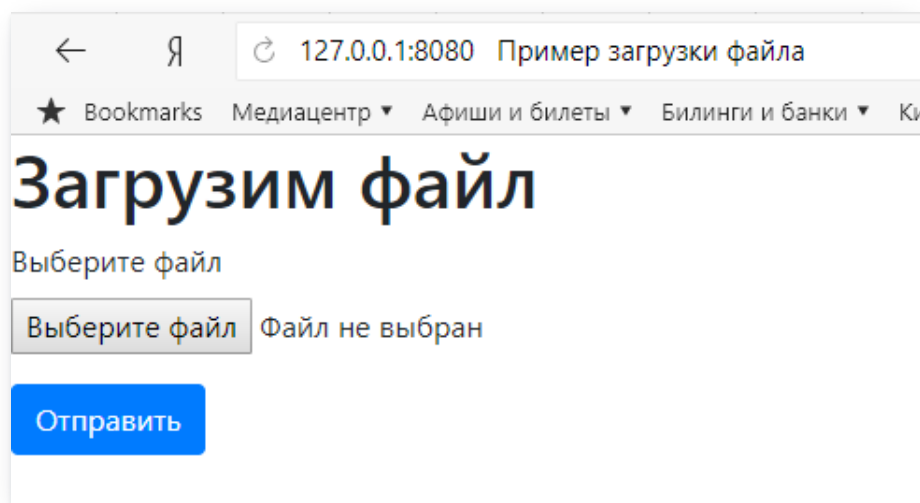 Я 127.0.0.1:8080 Пример загрузки файла
Bookmarks Медиацентр Афиши и билеты Билинги и банки Ки
Загрузим файл
Выберите файл
Выберите файл Файл не выбран
Отправить